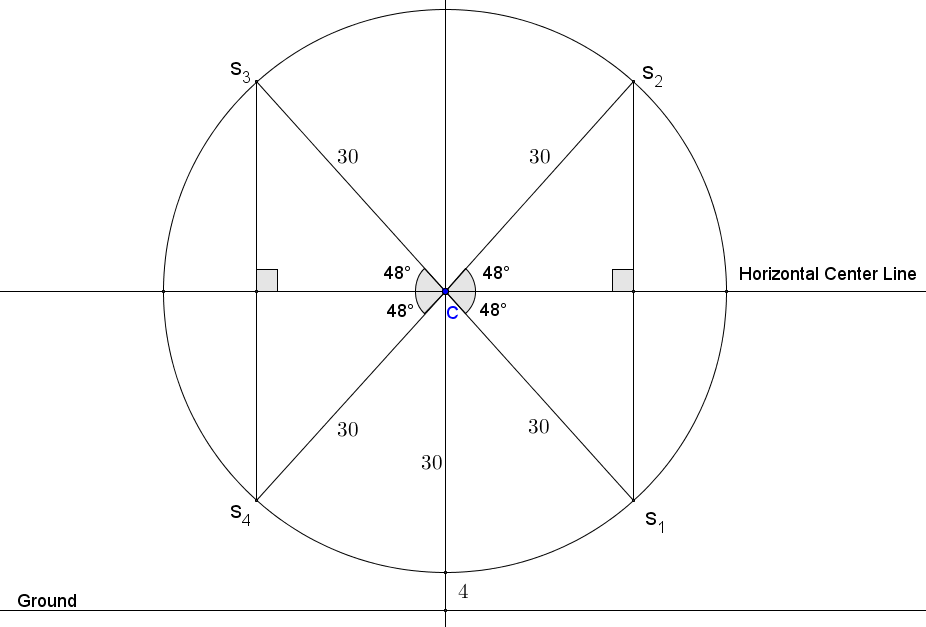 S3 S2
30 30
48° 48°
Horizontal Center Line
48° C 48°
30 30
30
S4 S1
4
Ground